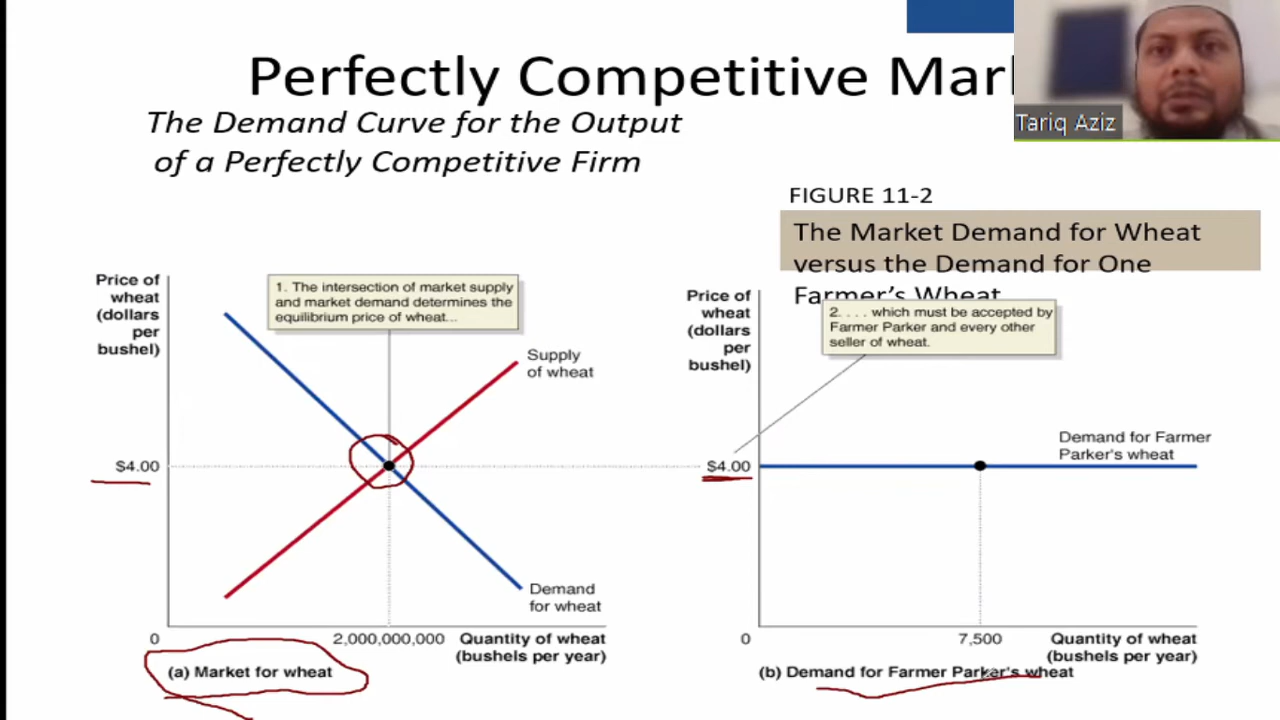 Perfectly Competitive Mar
The Demand Curve for the Output
of a Perfectly Competitive Firm
Tariq Aziz
FIGURE 11-2
The Market Demand for Wheat
versus the Demand for One
Farmer's Wheat
Price of
wheat
(dollars
per
bushel)
1. The intersection of market supply
and market demand determines the
equilibrium price of wheat...
Supply
of wheat
$4.00
Demand
for wheat
0
2,000,000,000
Quantity of wheat
(bushels per year)
(a) Market for wheat
Price of
wheat
(dollars
per
bushel)
2. . . . which must be accepted by
Farmer Parker and every other
seller of wheat.
Demand for Farmer
Parker's wheat
$4.00
0
7,500
Quantity of wheat
(bushels per year)
(b) Demand for Farmer Parker's wheat